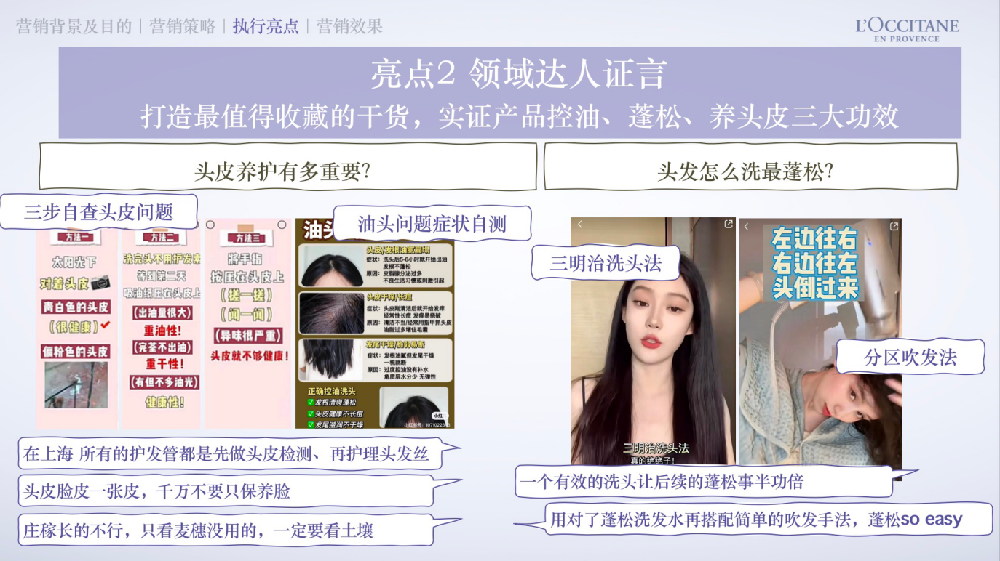 营销背景及目的 | 营销策略 | 执行亮点 | 营销效果
L'OCCITANE
EN PROVENCE
亮点2 领域达人证言
打造最值得收藏的干货，实证产品控油、蓬松、养头皮三大功效
头皮养护有多重要?
三步自查头皮问题
油头问题症状自测
方法一
太阳光下
对着头皮
青白色的头皮
(很健康)
偏粉色的头皮
方法二
洗完头不用护发素
等到第二天
吸油纸压在头皮上
(出油量很大)
重油性!
(完荃不出油)
重干性!
(有但不多油光)
健康性!
方法三
将手指
按压在头皮上
(搓一搓)
(闻一闻)
(异味很严重)
头皮就不够健康!
油头
头皮/发根油腻扁塌
症状：洗头后5-6小时就开始出油
发根不蓬松
原因：皮脂腺分泌过多
不良生活习惯或刺激引起
头皮干痒/长痘
症状：头皮刚清洁后就开始发痒
经常性长痘 发痒易挠破
原因：清洁不当/经常用指甲抓头皮
油脂过多堵住毛囊
发尾干燥/脆弱易断
症状：发根油腻但发尾干燥
一梳就断
原因：过度控油没有补水
角质层水分少 无弹性
正确控油洗头
发根清爽蓬松
头皮健康不长痘
发尾滋润不干燥
在上海 所有的护发管都是先做头皮检测、再护理头发丝
头皮脸皮一张皮，千万不要只保养脸
庄稼长的不行，只看麦穗没用的，一定要看土壤
头发怎么洗最蓬松?
三明治洗头法
三明治洗头法
真的绝绝子!
左边往右
右边往左
头倒过来
分区吹发法
一个有效的洗头让后续的蓬松事半功倍
用对了蓬松洗发水再搭配简单的吹发手法，蓬松so easy